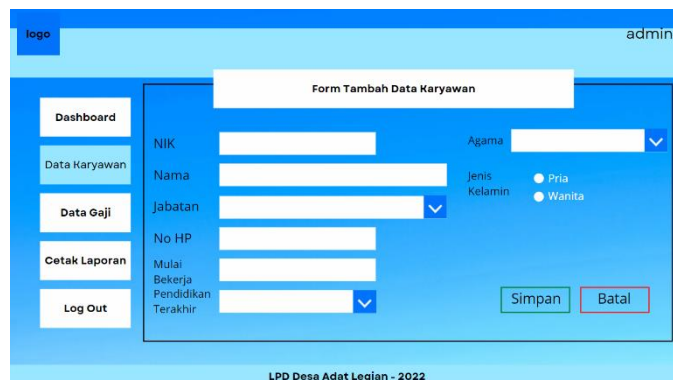 logo
admin
Form Tambah Data Karyawan
Dashboard
Data Karyawan
Data Gaji
Cetak Laporan
Log Out
NIK
Nama
Jabatan
No HP
Mulai
Bekerja
Pendidikan
Terakhir
Agama
Jenis
Kelamin
Pria
Wanita
Simpan
Batal
LPD Desa Adat Legian - 2022